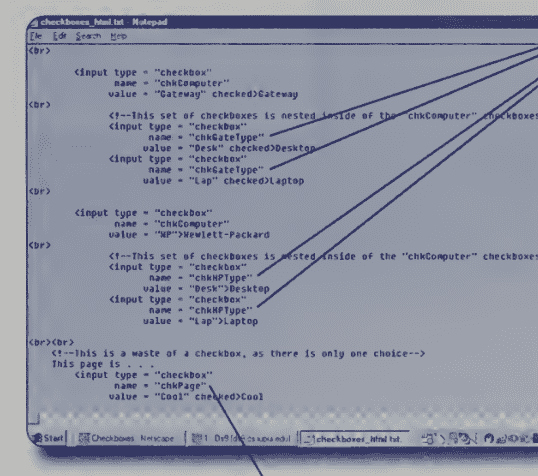 checkboxes_html.txt - Notepad
File Edit Search Help
<br>
<input type = "checkbox"
name = "chkComputer"
value = "Gateway" checked>Gateway
<br>
<!--This set of checkboxes is nested inside of the "chkComputer" checkboxes
<input type = "checkbox"
name = "chkGateType"
value = "Desk" checked>Desktop
<input type = "checkbox"
name = "chkGateType"
value = "Lap" checked>Laptop
<br>
<input type = "checkbox"
name = "chkComputer"
value = "HP">Hewlett-Packard
<br>
<!--This set of checkboxes is nested inside of the "chkComputer" checkboxes
<input type = "checkbox"
name = "chkHPType"
value = "Desk">Desktop
<input type = "checkbox"
name = "chkHPType"
value = "Lap">Laptop
<br><br>
<!--This is a waste of a checkbox, as there is only one choice-->
This page is . . .
<input type = "checkbox"
name = "chkPage"
value = "Cool" checked>Cool
Start Checkboxes - Netscape checkboxes_html.txt